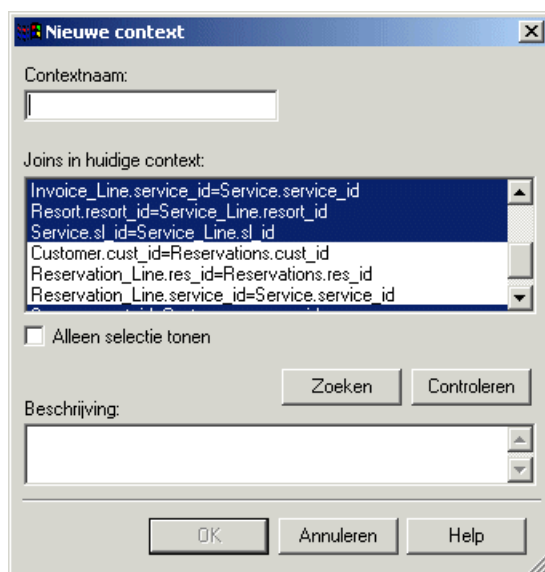 Nieuwe context
Contextnaam:
Joins in huidige context:
Invoice_Line.service_id=Service.service_id
Resort.resort_id=Service_Line.resort_id
Service.sl_id=Service_Line.sl_id
Customer.cust_id=Reservations.cust_id
Reservation_Line.res_id=Reservations.res_id
Reservation_Line.service_id=Service.service_id
Alleen selectie tonen
Zoeken
Controleren
Beschrijving:
OK
Annuleren
Help